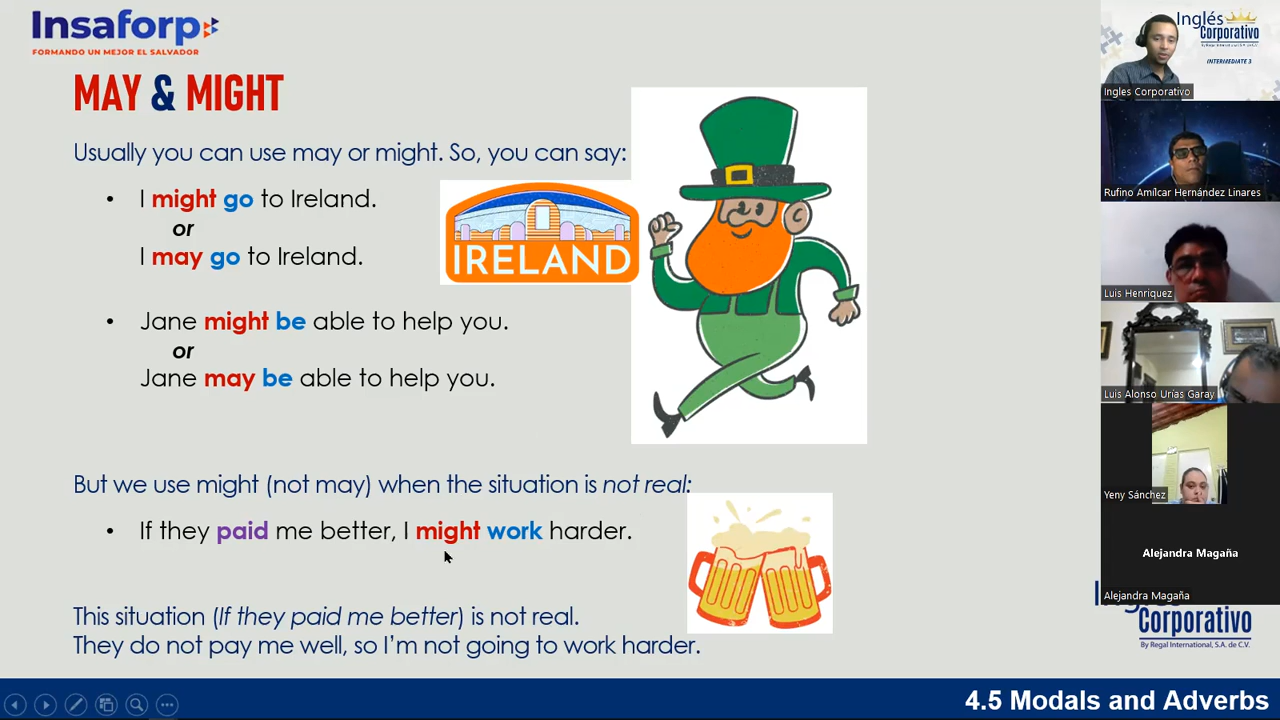 Insaforp
FORMANDO UN MEJOR EL SALVADOR
MAY & MIGHT
Usually you can use may or might. So, you can say:
• I might go to Ireland.
or
I may go to Ireland.
IRELAND
• Jane might be able to help you.
or
Jane may be able to help you.
But we use might (not may) when the situation is not real:
• If they paid me better, I might work harder.
This situation (If they paid me better) is not real.
They do not pay me well, so I'm not going to work harder.
4.5 Modals and Adverbs
Inglés
Corporativo
By Regal International, S.A. de C.V.
INTERMEDIATE 3
Ingles Corporativo
Rufino Amílcar Hernández Linares
Luis Henriquez
Luis Alonso Urías Garay
Yeny Sánchez
Alejandra Magaña
Alejandra Magaña
Corporativo
By Regal International, S.A. de C.V.